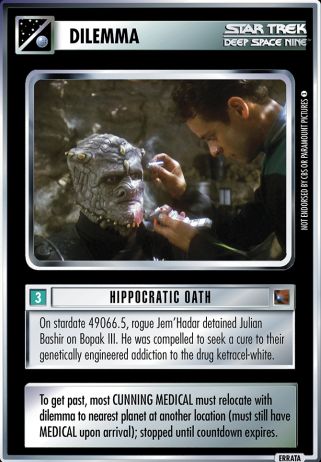 DILEMMA
STAR TREK
DEEP SPACE NINE
NOT ENDORSED BY CBS OR PARAMOUNT PICTURES
3
HIPPOCRATIC OATH
On stardate 49066.5, rogue Jem'Hadar detained Julian
Bashir on Bopak III. He was compelled to seek a cure to their
genetically engineered addiction to the drug ketracel-white.
To get past, most CUNNING MEDICAL must relocate with
dilemma to nearest planet at another location (must still have
MEDICAL upon arrival); stopped until countdown expires.
ERRATA